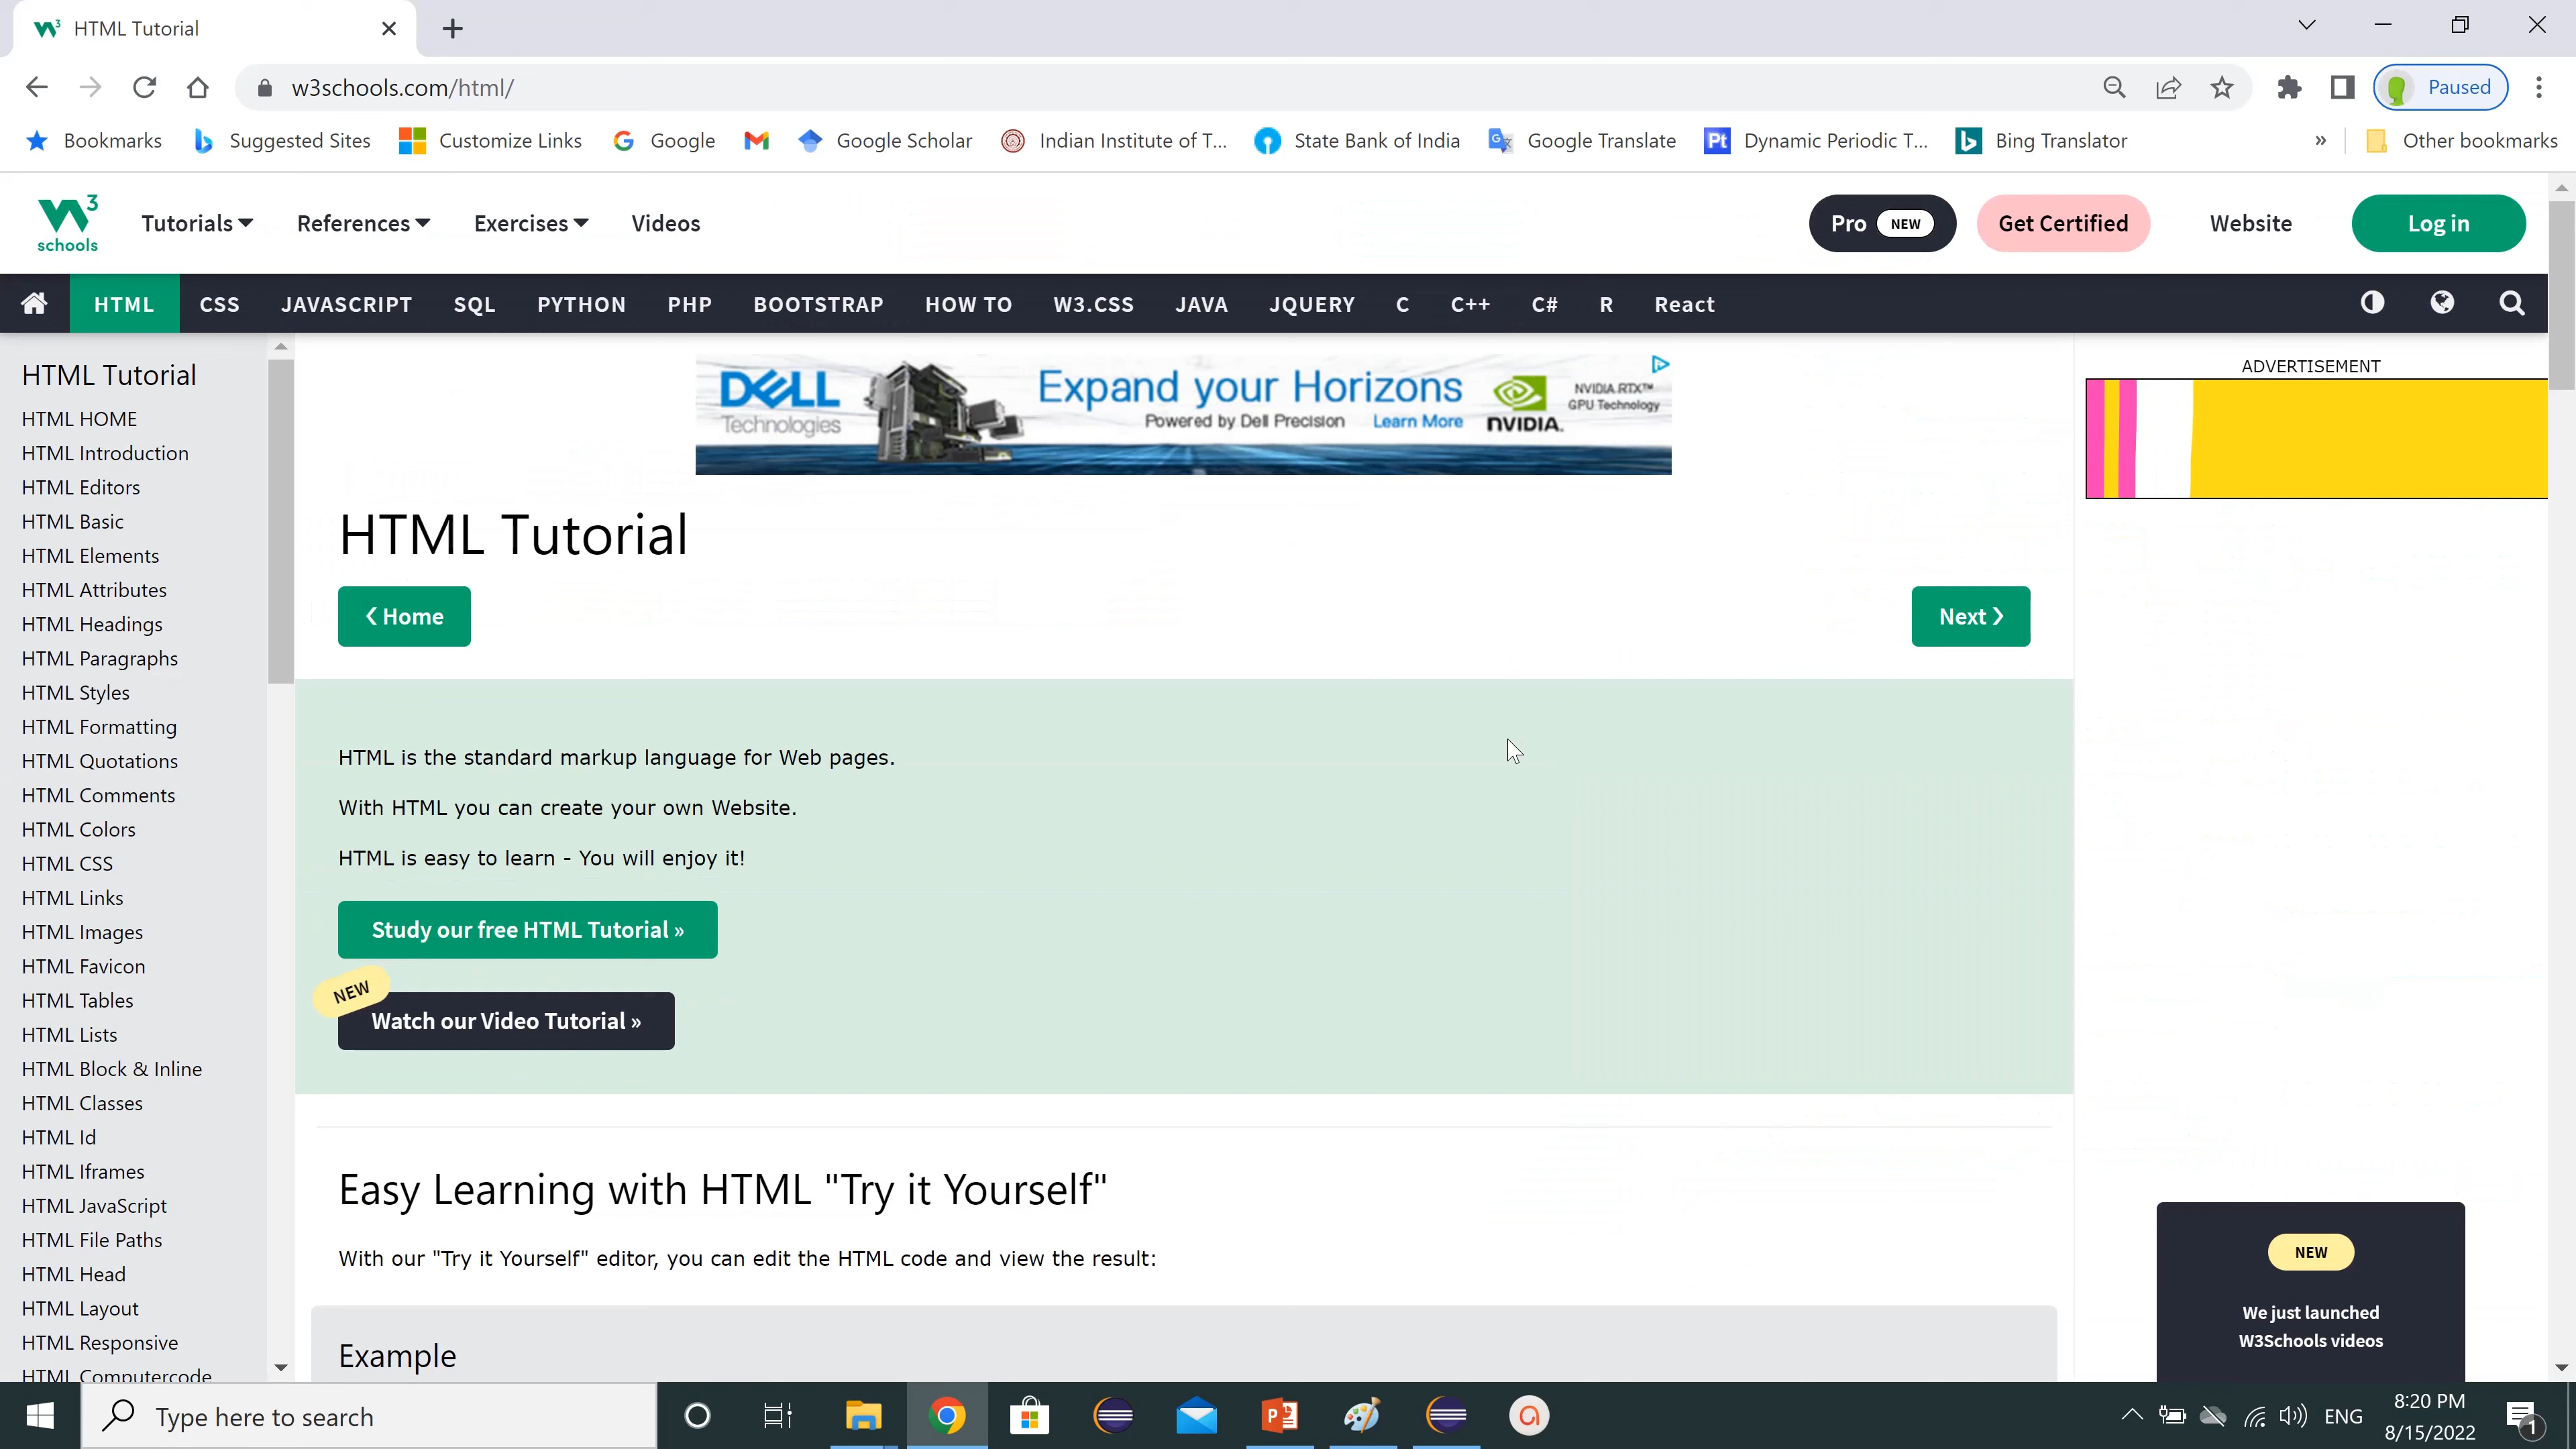 HTML Tutorial
w3schools.com/html/
Paused
Bookmarks Suggested Sites Customize Links Google Google Scholar Indian Institute of T... State Bank of India Google Translate Dynamic Periodic T... Bing Translator » Other bookmarks
W3 schools
Tutorials References Exercises Videos Pro NEW Get Certified Website Log in
HTML CSS JAVASCRIPT SQL PYTHON PHP BOOTSTRAP HOW TO W3.CSS JAVA JQUERY C C++ C# R React
HTML Tutorial
HTML HOME
HTML Introduction
HTML Editors
HTML Basic
HTML Elements
HTML Attributes
HTML Headings
HTML Paragraphs
HTML Styles
HTML Formatting
HTML Quotations
HTML Comments
HTML Colors
HTML CSS
HTML Links
HTML Images
HTML Favicon
HTML Tables
HTML Lists
HTML Block & Inline
HTML Classes
HTML Id
HTML Iframes
HTML JavaScript
HTML File Paths
HTML Head
HTML Layout
HTML Responsive
HTML Computercode
DELL Technologies
Expand your Horizons
Powered by Dell Precision Learn More
NVIDIA.
NVIDIA RTX™
GPU Technology
HTML Tutorial
❮ Home
Next ❯
HTML is the standard markup language for Web pages.
With HTML you can create your own Website.
HTML is easy to learn - You will enjoy it!
Study our free HTML Tutorial »
NEW
Watch our Video Tutorial »
Easy Learning with HTML "Try it Yourself"
With our "Try it Yourself" editor, you can edit the HTML code and view the result:
Example
ADVERTISEMENT
NEW
We just launched
W3Schools videos
Type here to search
ENG
8:20 PM
8/15/2022
1